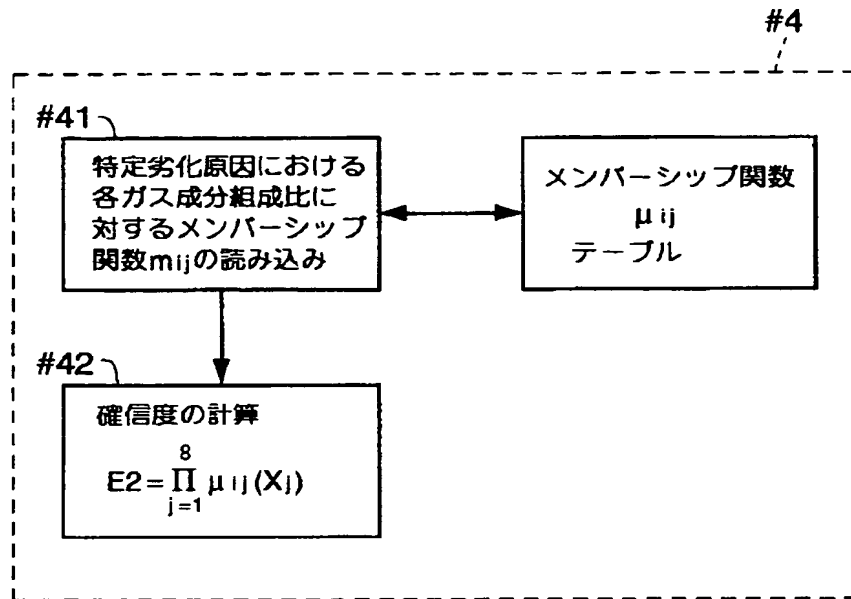 #4
#41
特定劣化原因における
各ガス成分組成比に
対するメンバーシップ
関数mijの読み込み
メンバーシップ関数
μij
テーブル
#42
確信度の計算
8
E2=Πμij(Xj)
j=1